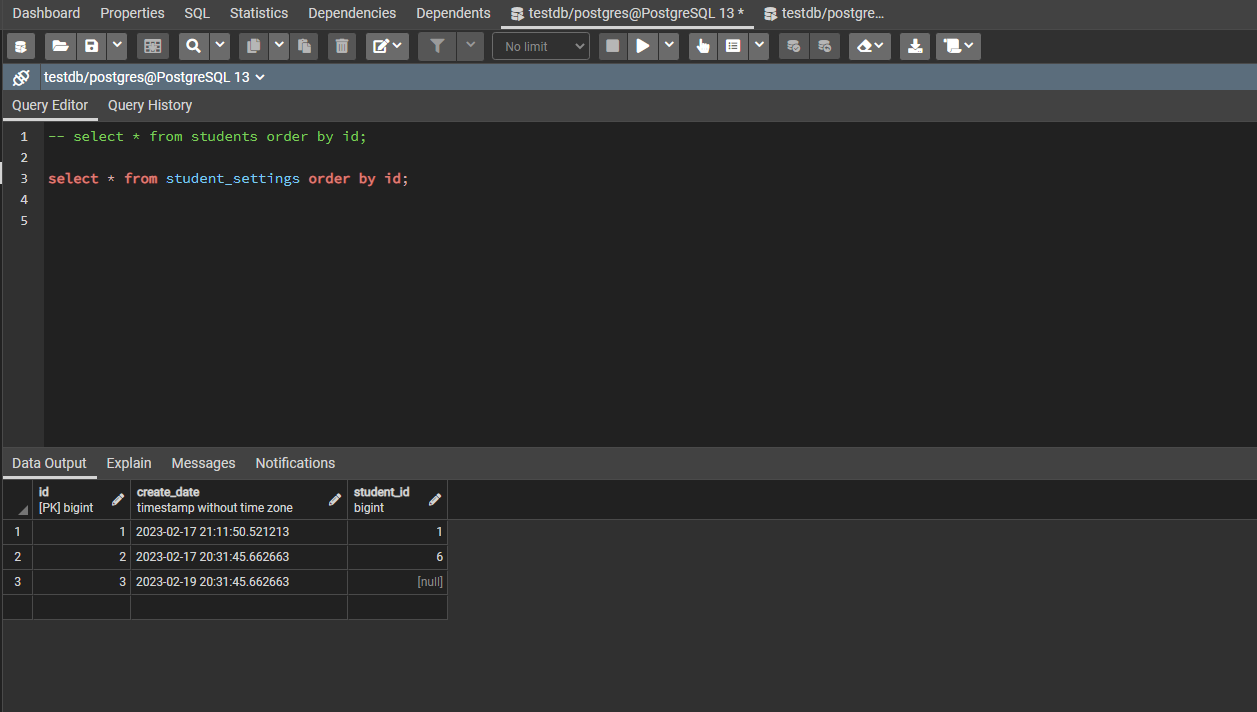 Dashboard Properties SQL Statistics Dependencies Dependents testdb/postgres@PostgreSQL 13 * testdb/postgre...
No limit
testdb/postgres@PostgreSQL 13
Query Editor Query History
1 -- select * from students order by id;
2
3 select * from student_settings order by id;
4
5
Data Output Explain Messages Notifications
id create_date student_id
[PK] bigint timestamp without time zone bigint
1 1 2023-02-17 21:11:50.521213 1
2 2 2023-02-17 20:31:45.662663 6
3 3 2023-02-19 20:31:45.662663 [null]